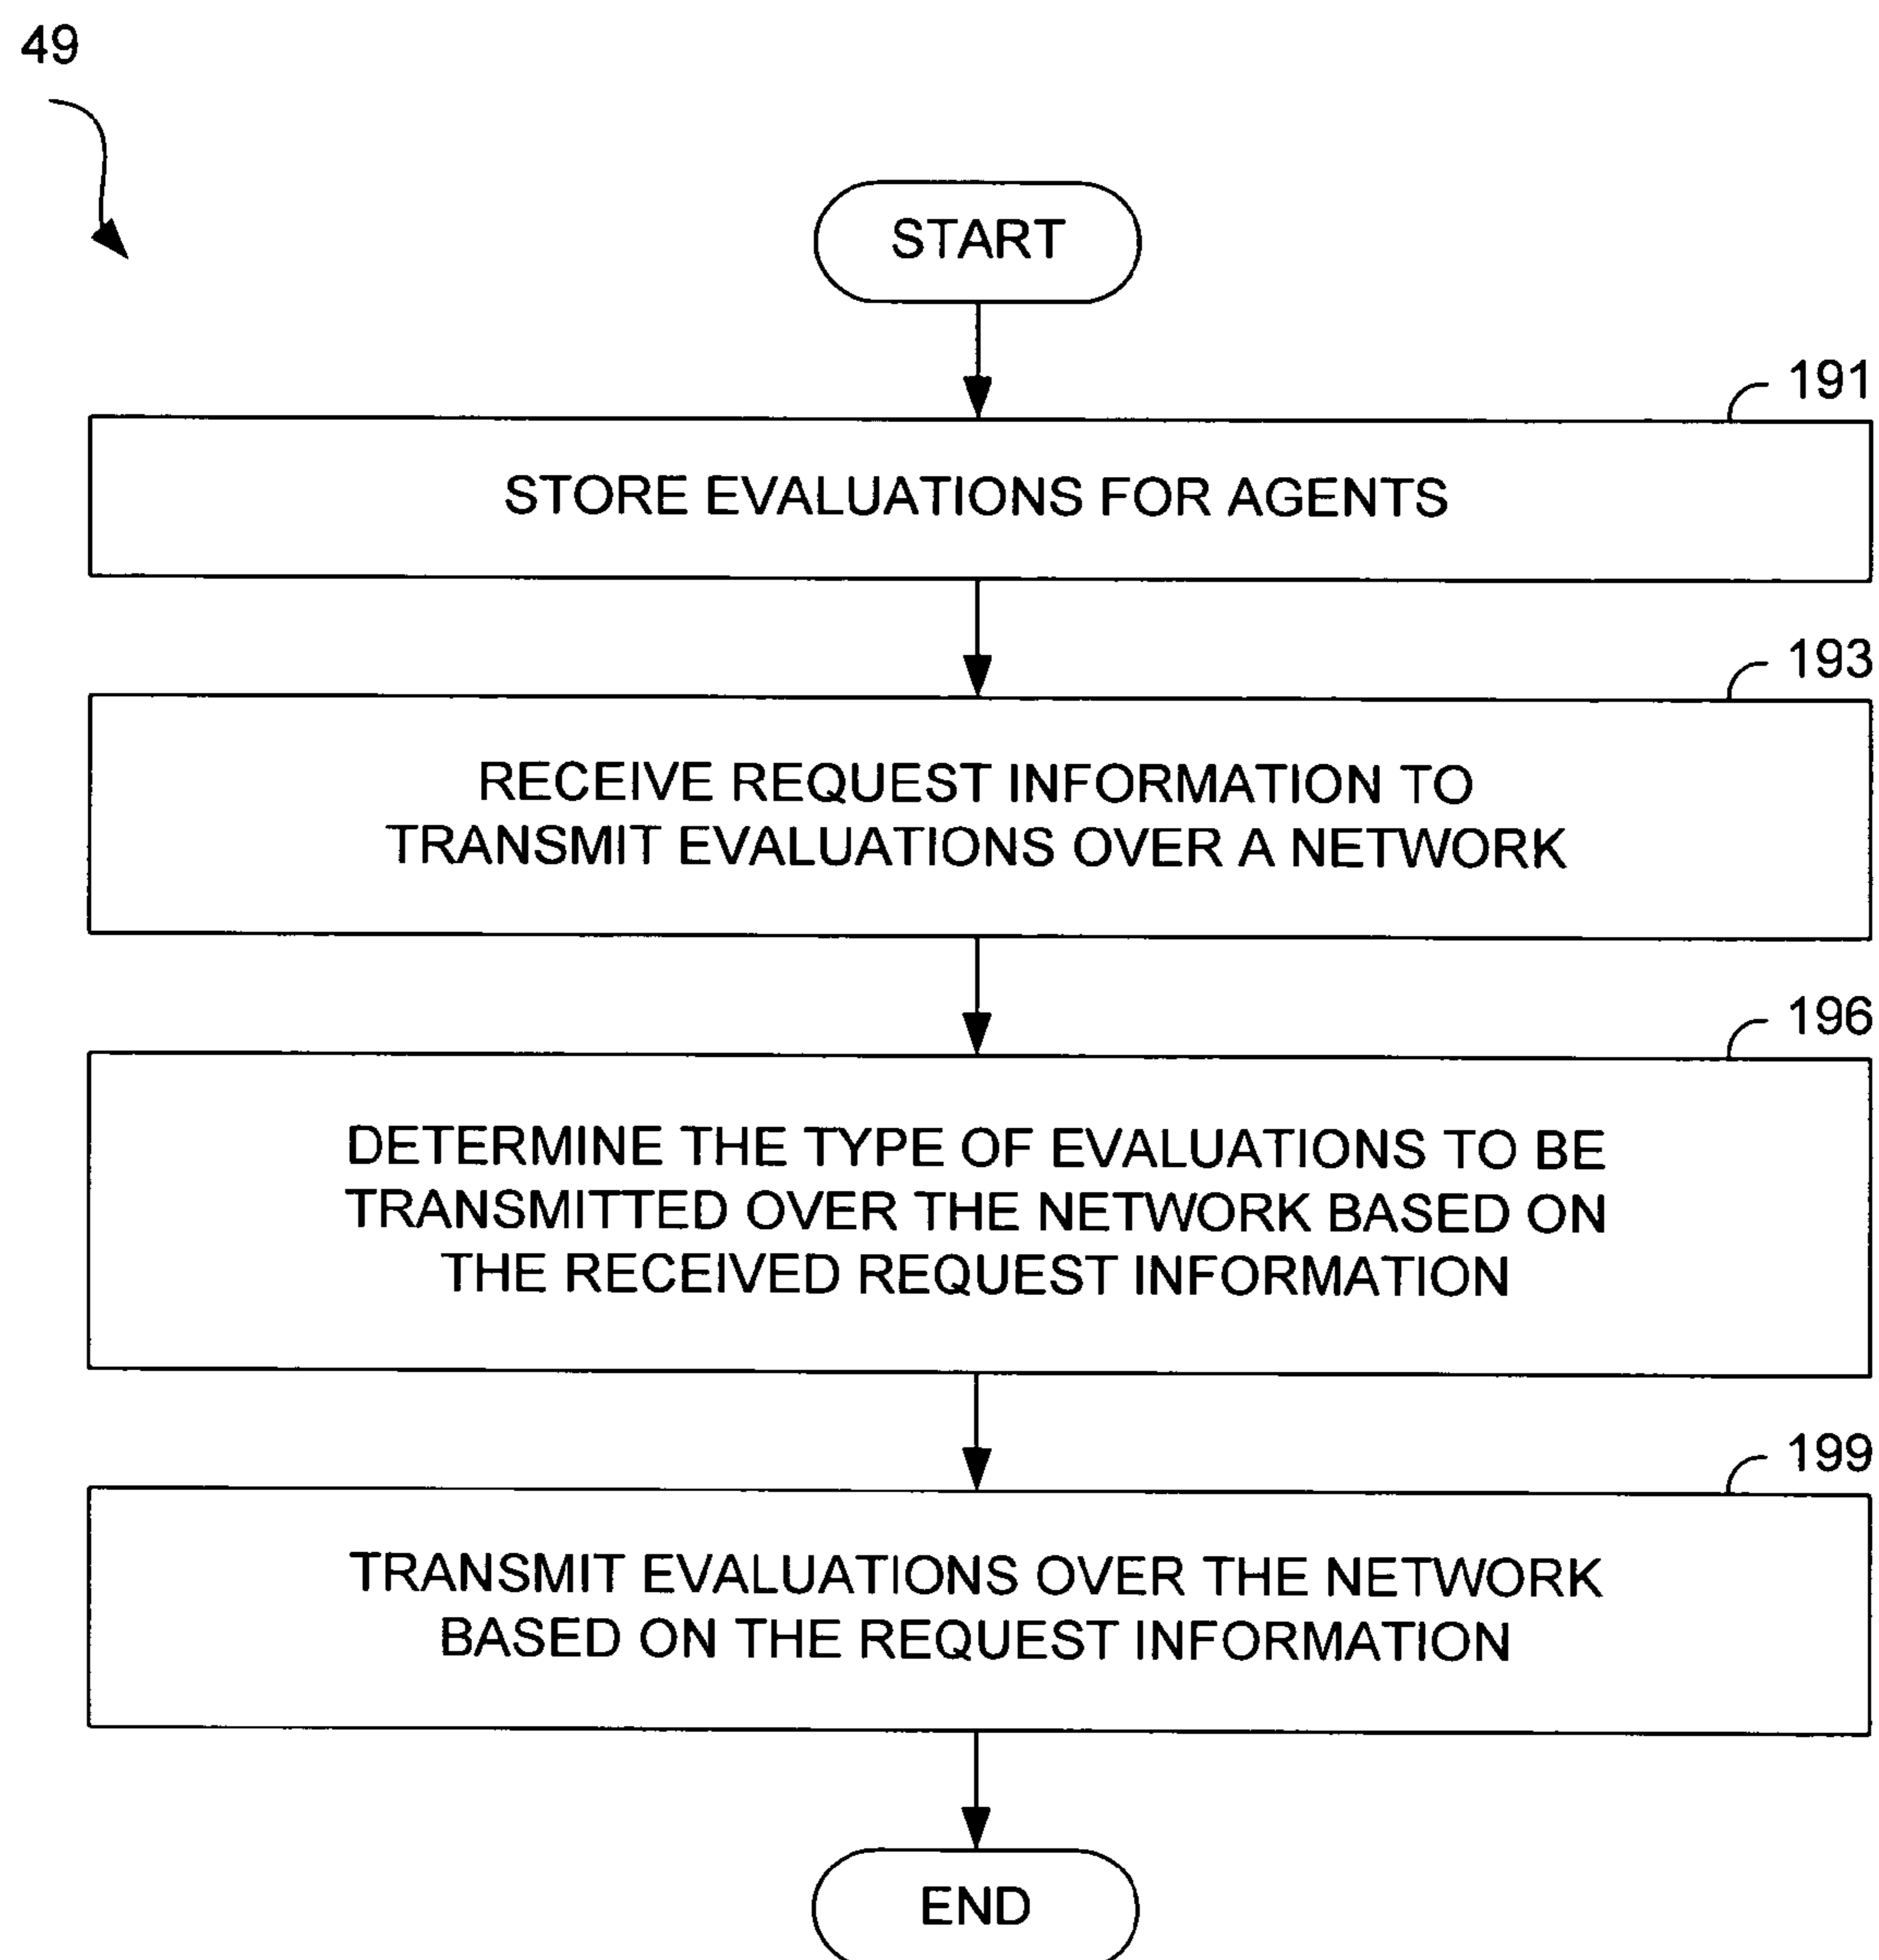 49
START
191
STORE EVALUATIONS FOR AGENTS
193
RECEIVE REQUEST INFORMATION TO
TRANSMIT EVALUATIONS OVER A NETWORK
196
DETERMINE THE TYPE OF EVALUATIONS TO BE
TRANSMITTED OVER THE NETWORK BASED ON
THE RECEIVED REQUEST INFORMATION
199
TRANSMIT EVALUATIONS OVER THE NETWORK
BASED ON THE REQUEST INFORMATION
END